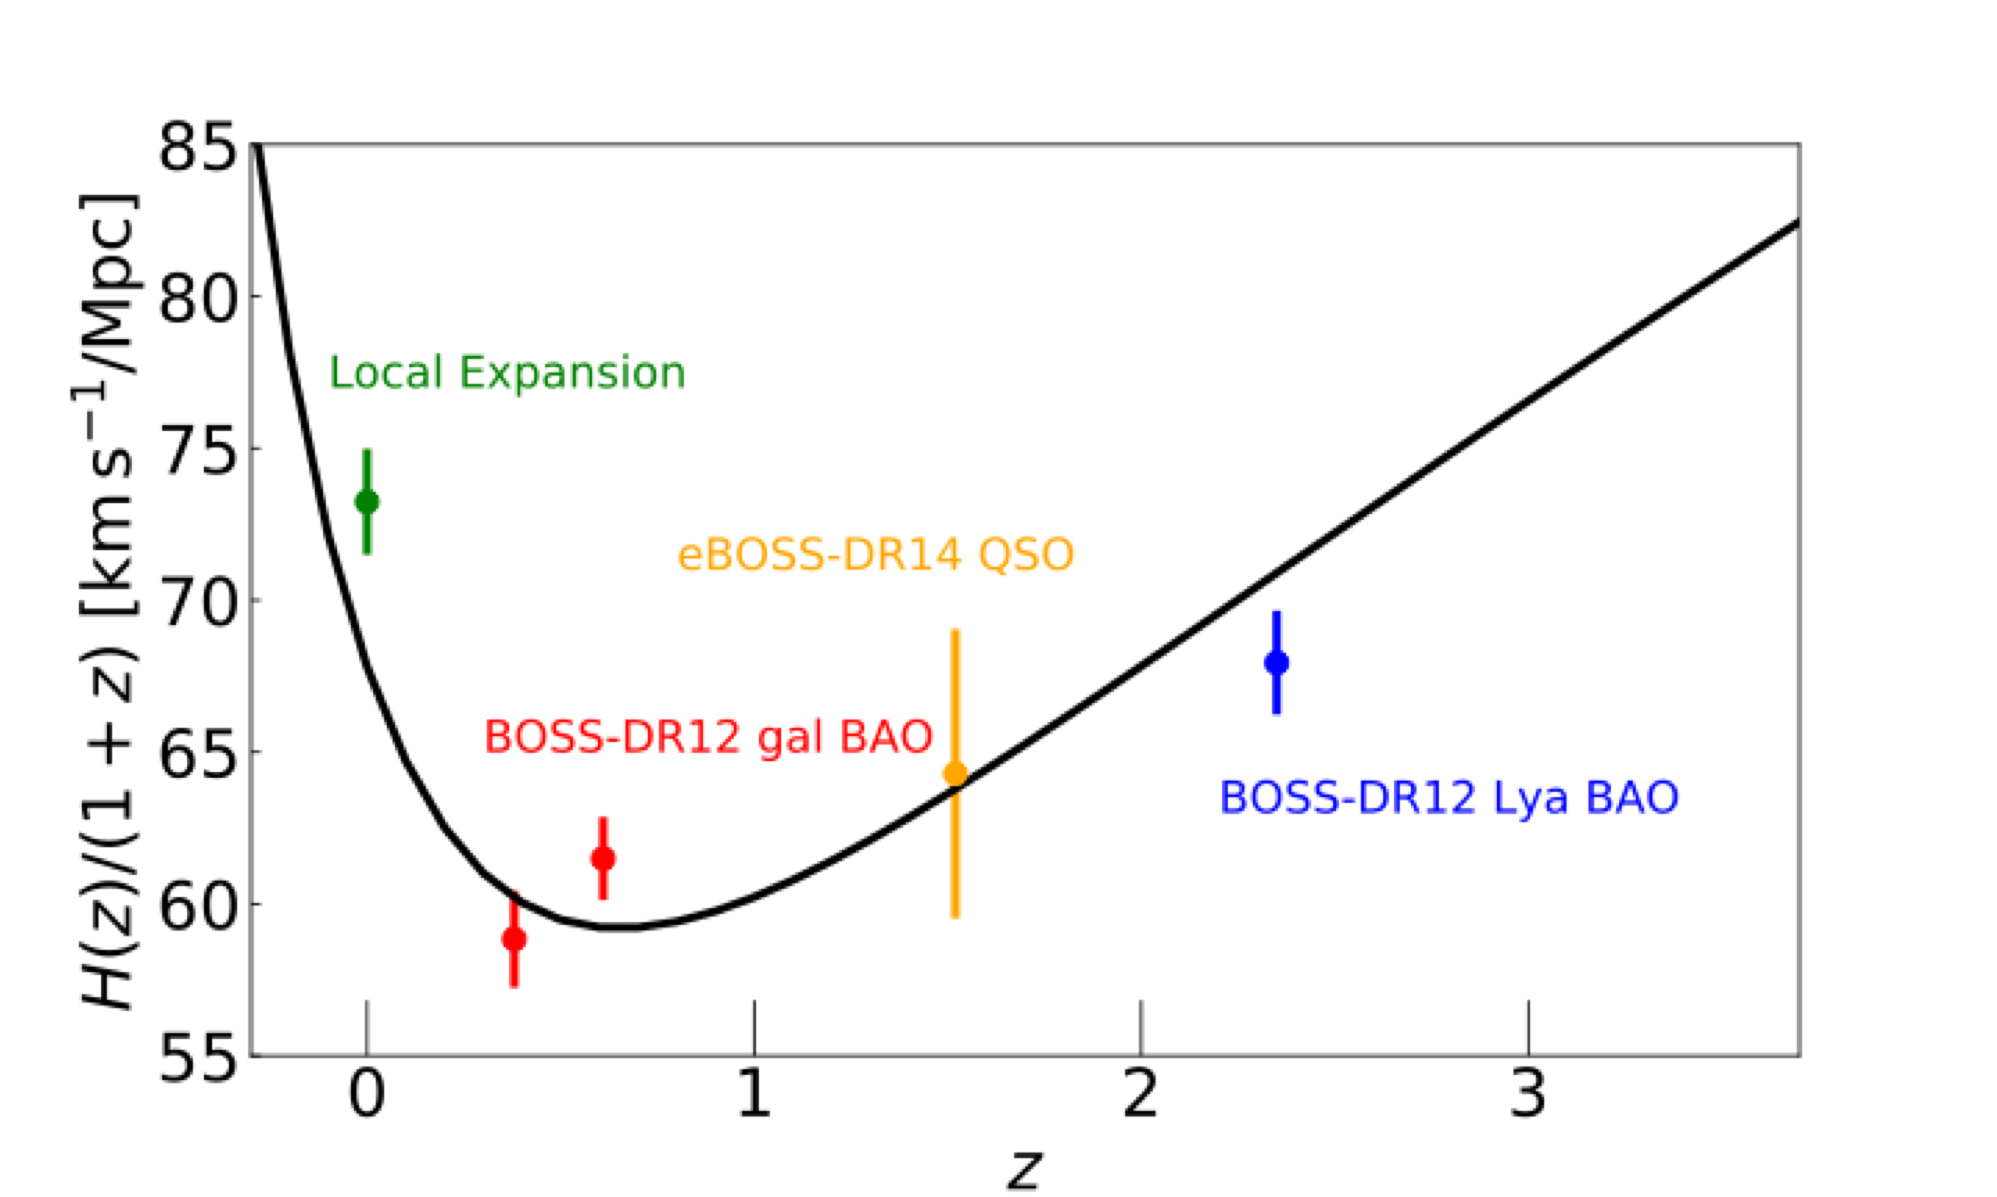 85
80
75
70
65
60
55
H(z)/(1 + z) [km s⁻¹/Mpc]
Local Expansion
eBOSS-DR14 QSO
BOSS-DR12 gal BAO
BOSS-DR12 Lya BAO
0 1 2 3
z